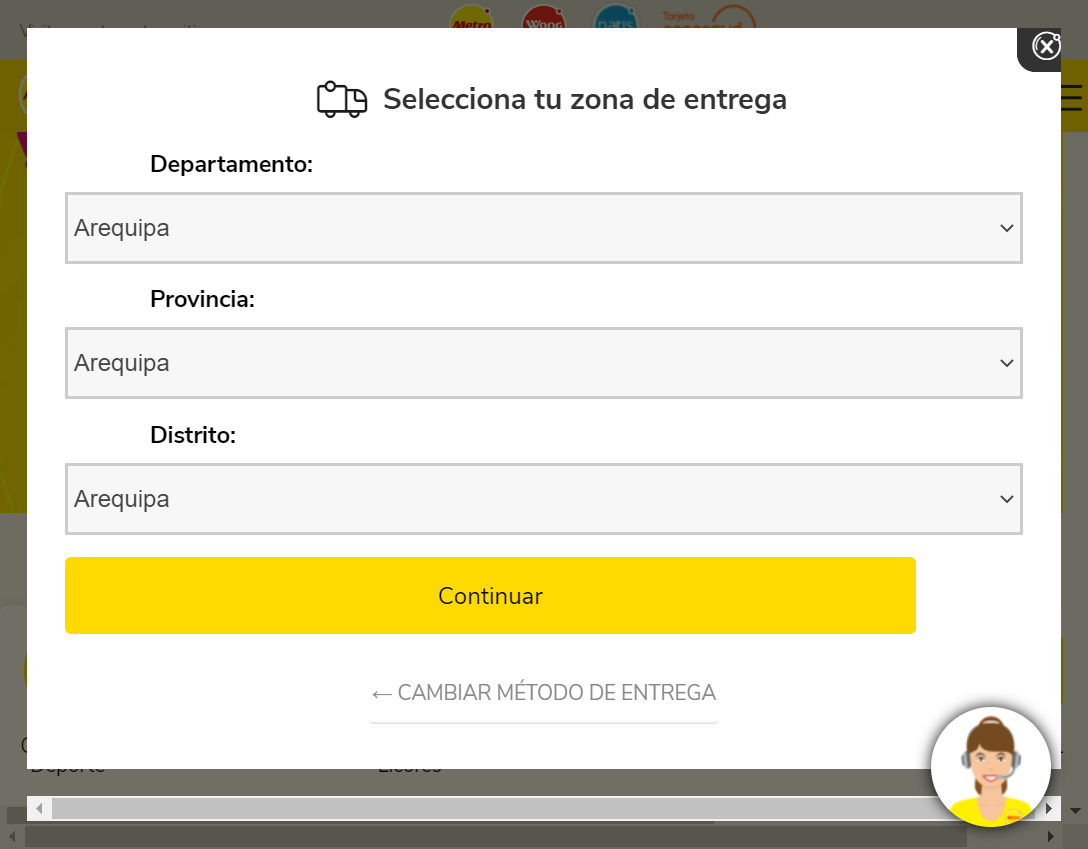 Metro
Wong
natis
Tarjeta
Selecciona tu zona de entrega
Departamento:
Arequipa
Provincia:
Arequipa
Distrito:
Arequipa
Continuar
← CAMBIAR MÉTODO DE ENTREGA
Deporte
Licores